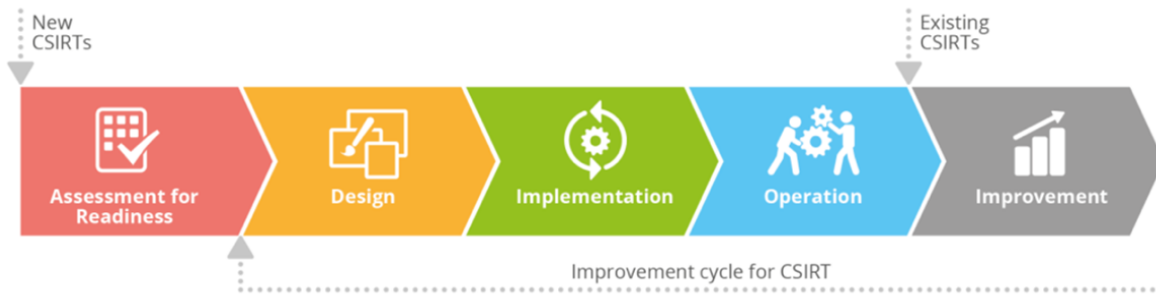 New
CSIRTs
Existing
CSIRTs
Assessment for
Readiness
Design
Implementation
Operation
Improvement
Improvement cycle for CSIRT